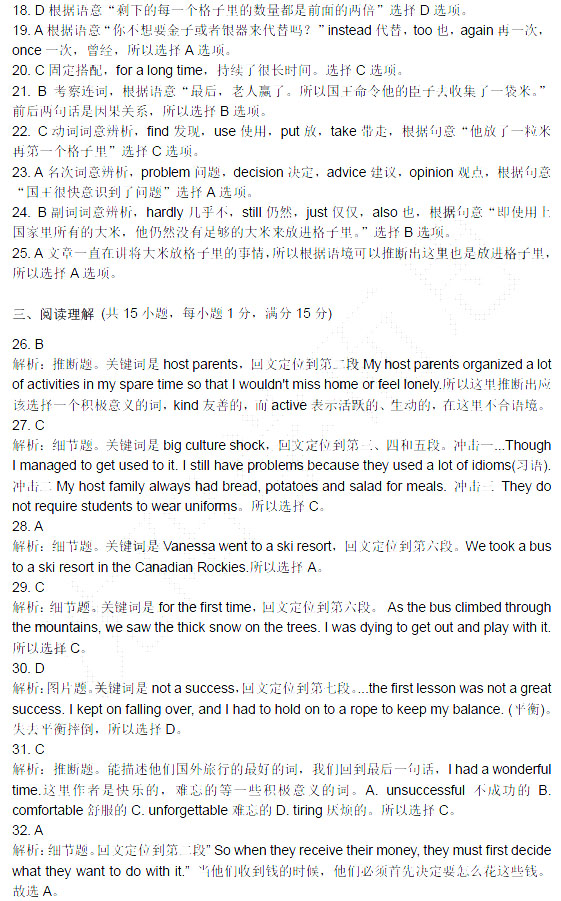 18. D 根据语意“剩下的每一个格子里的数量都是前面的两倍”选择 D 选项。
19. A 根据语意“你不想要金子或者银器来代替吗？”instead 代替，too 也，again 再一次，
once 一次，曾经，所以选择 A 选项。
20. C 固定搭配，for a long time，持续了很长时间。选择 C 选项。
21. B 考察连词，根据语意“最后，老人赢了。所以国王命令他的臣子去收集了一袋米。”
前后两句话是因果关系，所以选择 B 选项。
22. C 动词词意辨析，find 发现，use 使用，put 放，take 带走，根据句意“他放了一粒米
再第一个格子里”选择 C 选项。
23. A 名次词意辨析，problem 问题，decision 决定，advice 建议，opinion 观点，根据句意
“国王很快意识到了问题”选择 A 选项。
24. B 副词词意辨析，hardly 几乎不，still 仍然，just 仅仅，also 也，根据句意“即使用上
国家里所有的大米，他仍然没有足够的大米来放进格子里。”选择 B 选项。
25. A 文章一直在讲将大米放格子里的事情，所以根据语境可以推断出这里也是放进格子里，
所以选择 A 选项。
三、阅读理解 (共 15 小题，每小题 1 分，满分 15 分)
26. B
解析：推断题。关键词是 host parents，回文定位到第二段 My host parents organized a lot
of activities in my spare time so that I wouldn't miss home or feel lonely.所以这里推断出应
该选择一个积极意义的词，kind 友善的，而 active 表示活跃的、生动的，在这里不合语境。
27. C
解析：细节题。关键词是 big culture shock，回文定位到第三、四和五段。冲击一...Though
I managed to get used to it. I still have problems because they used a lot of idioms(习语).
冲击二 My host family always had bread, potatoes and salad for meals. 冲击三 They do
not require students to wear uniforms。所以选择 C。
28. A
解析：细节题。关键词是 Vanessa went to a ski resort，回文定位到第六段。We took a bus
to a ski resort in the Canadian Rockies.所以选择 A。
29. C
解析：细节题。关键词是 for the first time，回文定位到第六段。 As the bus climbed through
the mountains, we saw the thick snow on the trees. I was dying to get out and play with it.
所以选择 C。
30. D
解析：图片题。关键词是 not a success，回文定位到第七段。...the first lesson was not a great
success. I kept on falling over, and I had to hold on to a rope to keep my balance. (平衡)。
失去平衡摔倒，所以选择 D。
31. C
解析：推断题。能描述他们国外旅行的最好的词，我们回到最后一句话，I had a wonderful
time.这里作者是快乐的，难忘的等一些积极意义的词。A. unsuccessful 不成功的 B.
comfortable 舒服的 C. unforgettable 难忘的 D. tiring 厌烦的。所以选择 C。
32. A
解析：细节题。回文定位到第二段” So when they receive their money, they must first decide
what they want to do with it.” 当他们收到钱的时候，他们必须首先决定要怎么花这些钱。
故选 A。